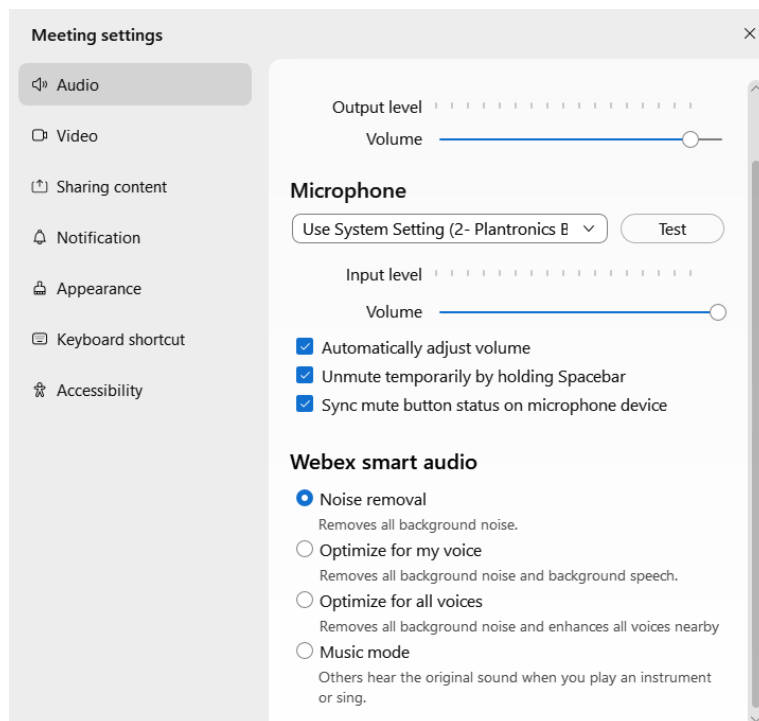 Meeting settings
Audio
Video
Sharing content
Notification
Appearance
Keyboard shortcut
Accessibility
Output level
Volume
Microphone
Use System Setting (2- Plantronics B
Test
Input level
Volume
Automatically adjust volume
Unmute temporarily by holding Spacebar
Sync mute button status on microphone device
Webex smart audio
Noise removal
Removes all background noise.
Optimize for my voice
Removes all background noise and background speech.
Optimize for all voices
Removes all background noise and enhances all voices nearby
Music mode
Others hear the original sound when you play an instrument
or sing.